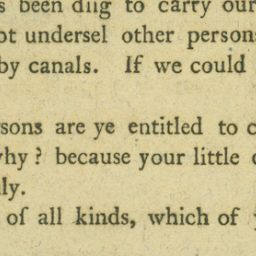 s been diig to carry our
ot undersel other persons
by canals. If we could
sons are ye entitled to c
why? because your little
ly.
of all kinds, which of